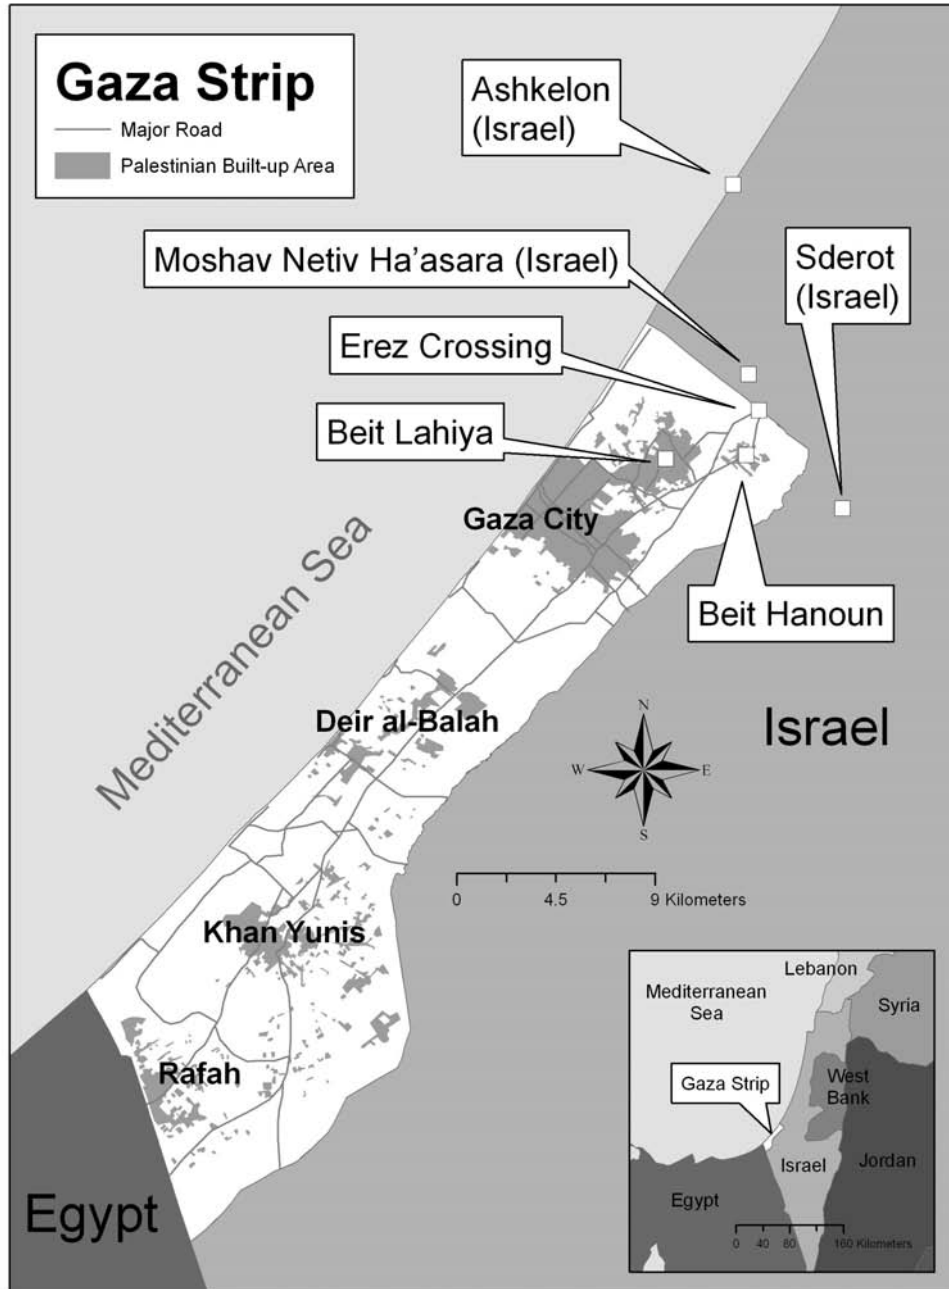 Gaza Strip
Major Road
Palestinian Built-up Area
Ashkelon
(Israel)
Moshav Netiv Ha'asara (Israel)
Sderot
(Israel)
Erez Crossing
Beit Lahiya
Gaza City
Beit Hanoun
Mediterranean Sea
Deir al-Balah
Israel
N
W
E
S
0
4.5
9 Kilometers
Khan Yunis
Rafah
Egypt
Lebanon
Mediterranean
Sea
Syria
Gaza Strip
West
Bank
Israel
Jordan
Egypt
0 40 80 160 Kilometers